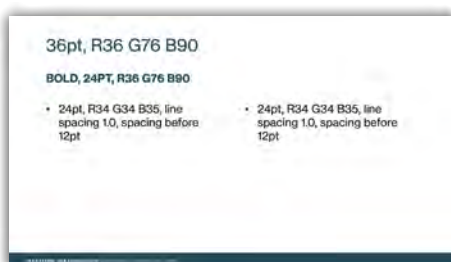 36pt, R36 G76 B90
BOLD, 24PT, R36 G76 B90
• 24pt, R34 G34 B35, line
spacing 1.0, spacing before
12pt
• 24pt, R34 G34 B35, line
spacing 1.0, spacing before
12pt